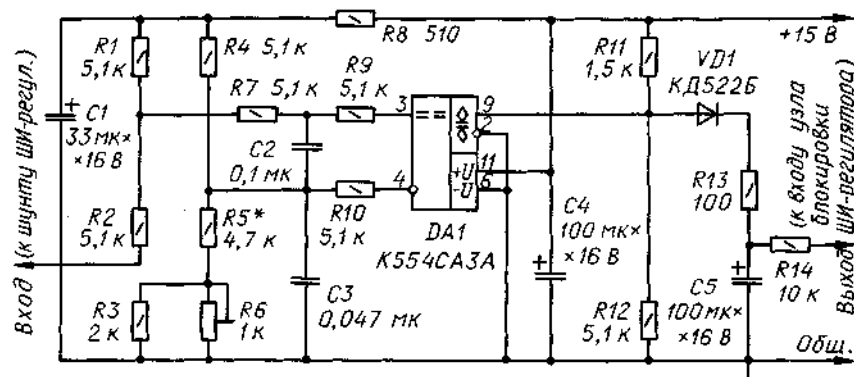 R1
5,1 к
R4 5,1 к
R8 510
+15 В
R11
1,5 к
VD1
КД522Б
R7 5,1 к
R9
5,1 к
C1
33 мк×
×16 В
3
==
9
2
C2
0,1 мк
11
+U
-U
6
4
R13
100
(к входу узла
блокировки
ШИ-регулятора)
Выход
R2
5,1 к
R5*
4,7 к
R10
5,1 к
DA1
К554СА3А
C4
100 мк×
×16 В
R14
10 к
Вход (к шунту ШИ-регул.)
R3
2 к
R6
1 к
C3
0,047 мк
R12
5,1 к
C5
100 мк×
×16 В
Общ.